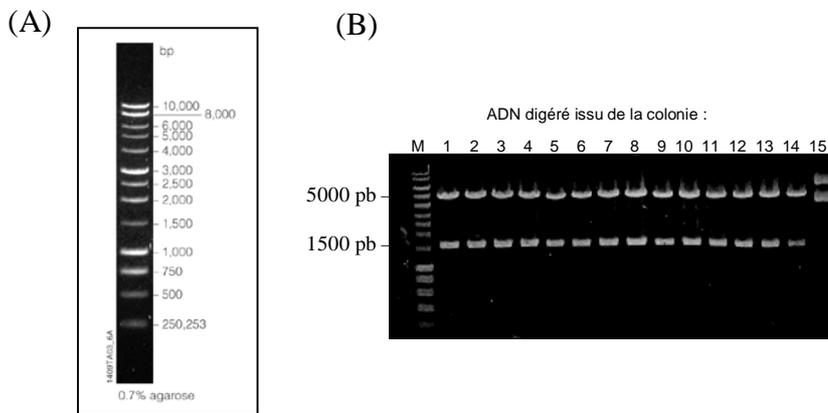 (A)
bp
10,000
8,000
6,000
5,000
4,000
3,000
2,500
2,000
1,500
1,000
750
500
250,253
1409TA03_6A
0.7% agarose
(B)
ADN digéré issu de la colonie :
M 1 2 3 4 5 6 7 8 9 10 11 12 13 14 15
5000 pb
1500 pb